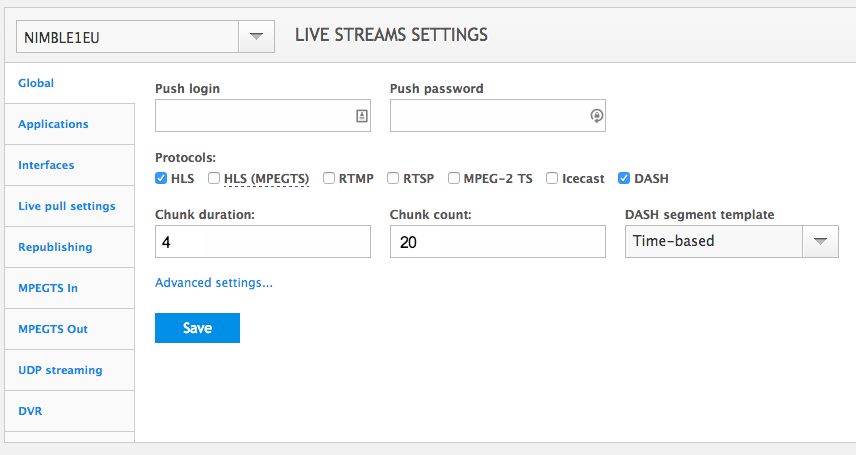 NIMBLE1EU
LIVE STREAMS SETTINGS
Global
Applications
Interfaces
Live pull settings
Republishing
MPEGTS In
MPEGTS Out
UDP streaming
DVR
Push login
Push password
Protocols:
HLS HLS (MPEGTS) RTMP RTSP MPEG-2 TS Icecast DASH
Chunk duration:
Chunk count:
DASH segment template
4
20
Time-based
Advanced settings...
Save